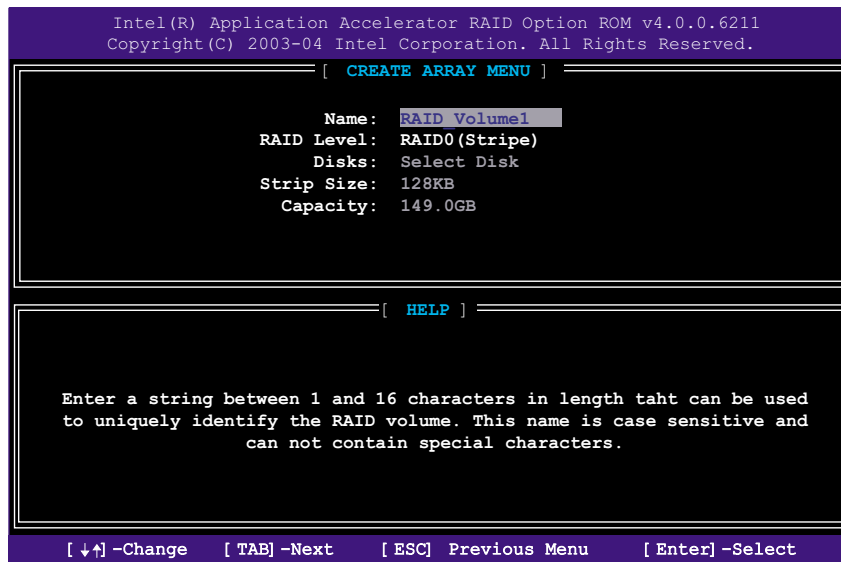 Intel(R) Application Accelerator RAID Option ROM v4.0.0.6211
Copyright(C) 2003-04 Intel Corporation. All Rights Reserved.
[ CREATE ARRAY MENU ]
Name: RAID_Volume1
RAID Level: RAID0(Stripe)
Disks: Select Disk
Strip Size: 128KB
Capacity: 149.0GB
[ HELP ]
Enter a string between 1 and 16 characters in length taht can be used
to uniquely identify the RAID volume. This name is case sensitive and
can not contain special characters.
[↓↑]-Change [TAB]-Next [ESC] Previous Menu [Enter]-Select